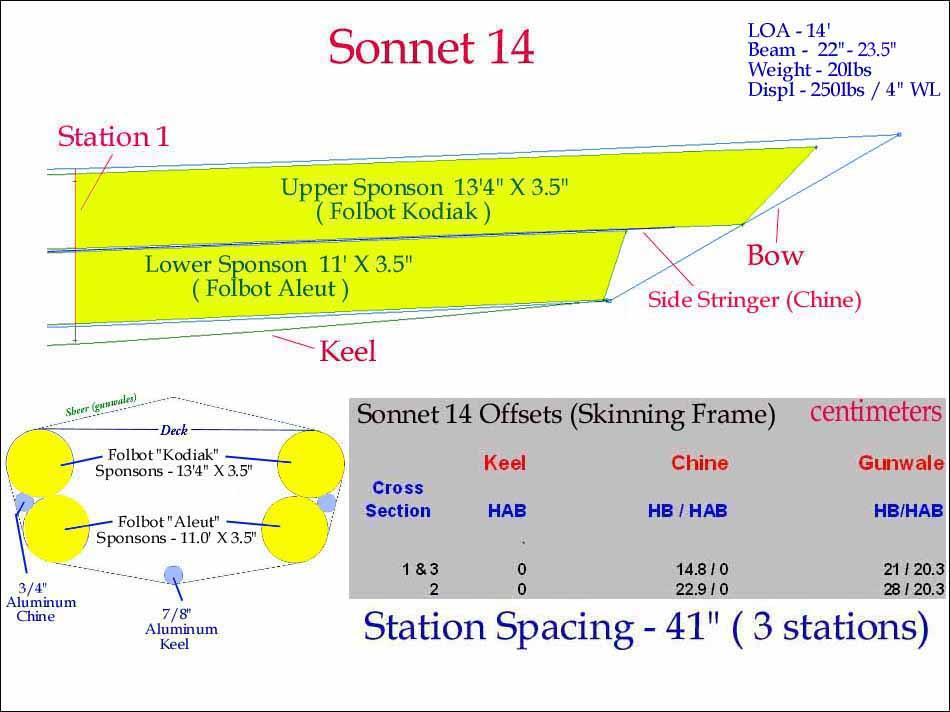 Sonnet 14
LOA - 14'
Beam - 22"- 23.5"
Weight - 20lbs
Displ - 250lbs / 4" WL
Station 1
Upper Sponson 13'4" X 3.5"
( Folbot Kodiak )
Lower Sponson 11' X 3.5"
( Folbot Aleut )
Bow
Side Stringer (Chine)
Keel
Sheer (gunwales)
Deck
Folbot "Kodiak"
Sponsons - 13'4" X 3.5"
Folbot "Aleut"
Sponsons - 11.0' X 3.5"
3/4"
Aluminum
Chine
7/8"
Aluminum
Keel
Sonnet 14 Offsets (Skinning Frame) centimeters
Keel Chine Gunwale
Cross
Section HAB HB / HAB HB/HAB
1 & 3 0 14.8 / 0 21 / 20.3
2 0 22.9 / 0 28 / 20.3
Station Spacing - 41" ( 3 stations)